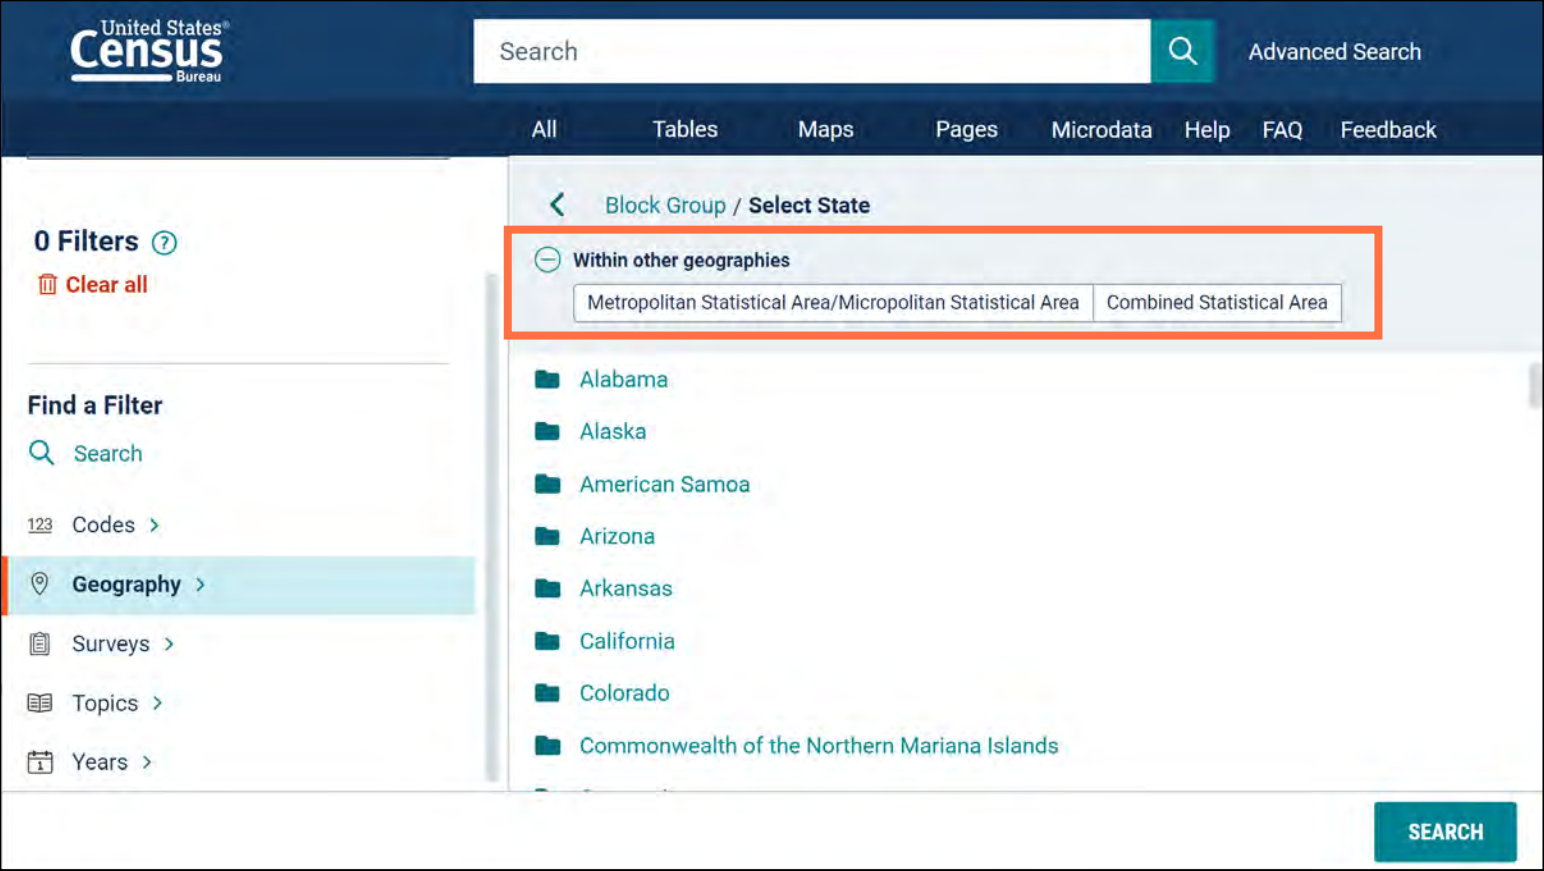 United States®
Census
Bureau
Search
Advanced Search
All Tables Maps Pages Microdata Help FAQ Feedback
0 Filters ?
Clear all
Find a Filter
Search
123 Codes
Geography
Surveys
Topics
1 Years
Block Group / Select State
Within other geographies
Metropolitan Statistical Area/Micropolitan Statistical Area Combined Statistical Area
Alabama
Alaska
American Samoa
Arizona
Arkansas
California
Colorado
Commonwealth of the Northern Mariana Islands
SEARCH